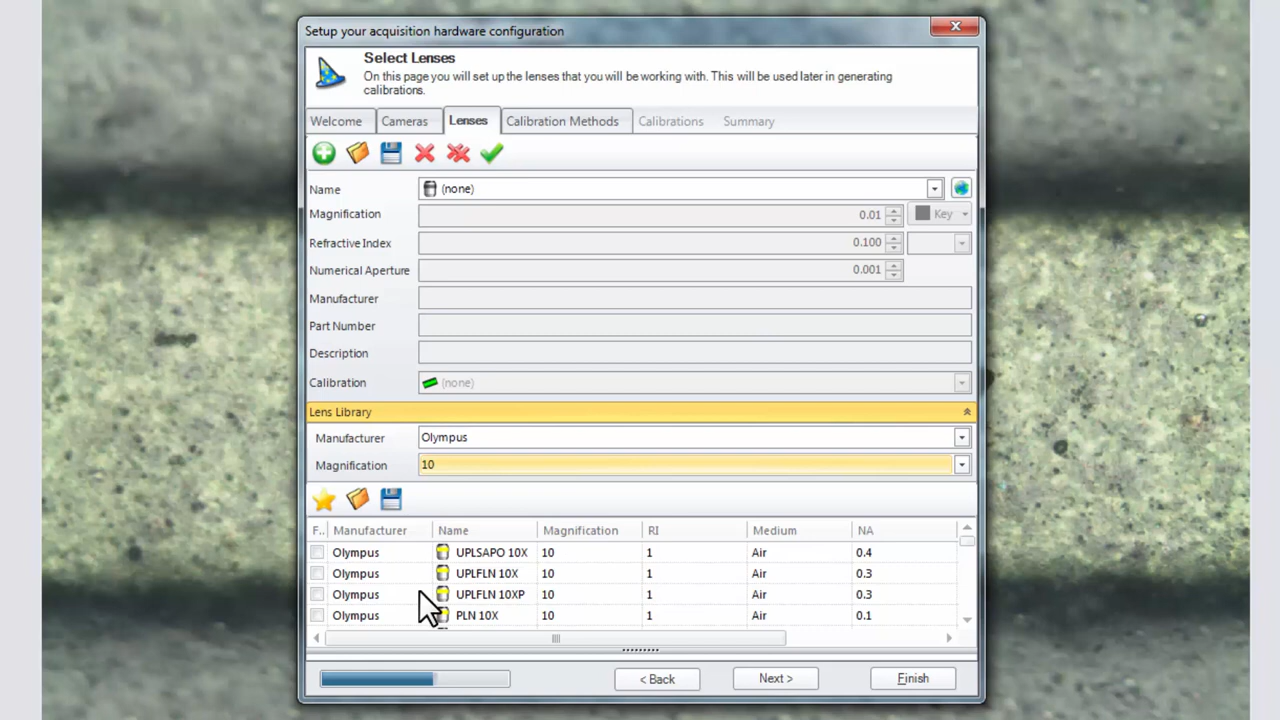 Setup your acquisition hardware configuration
Select Lenses
On this page you will set up the lenses that you will be working with. This will be used later in generating
calibrations.
Welcome Cameras Lenses Calibration Methods Calibrations Summary
Name (none)
Magnification 0.01 Key
Refractive Index 0.100
Numerical Aperture 0.001
Manufacturer
Part Number
Description
Calibration (none)
Lens Library
Manufacturer Olympus
Magnification 10
F.. Manufacturer Name Magnification RI Medium NA
Olympus UPLSAPO 10X 10 1 Air 0.4
Olympus UPLFLN 10X 10 1 Air 0.3
Olympus UPLFLN 10XP 10 1 Air 0.3
Olympus PLN 10X 10 1 Air 0.1
< Back Next > Finish